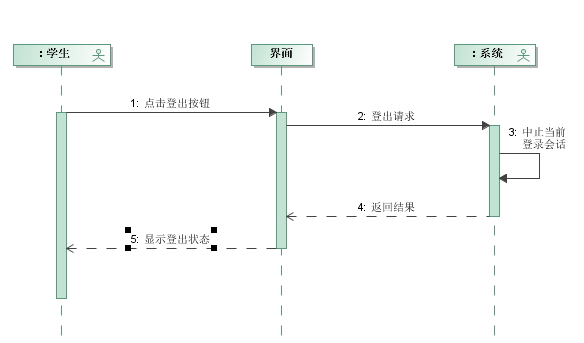 ：学生
界面
：系统
1: 点击登出按钮
2: 登出请求
3: 中止当前
登录会话
4: 返回结果
5: 显示登出状态